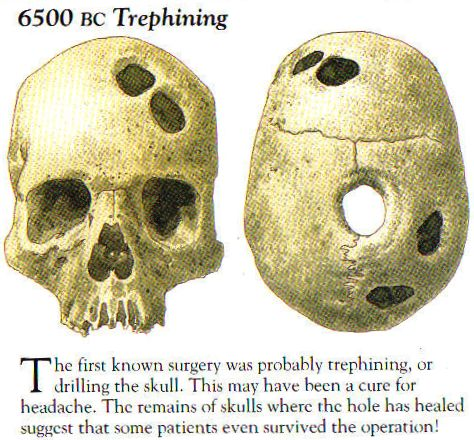 6500 BC Trephining
The first known surgery was probably trephining, or
drilling the skull. This may have been a cure for
headache. The remains of skulls where the hole has healed
suggest that some patients even survived the operation!